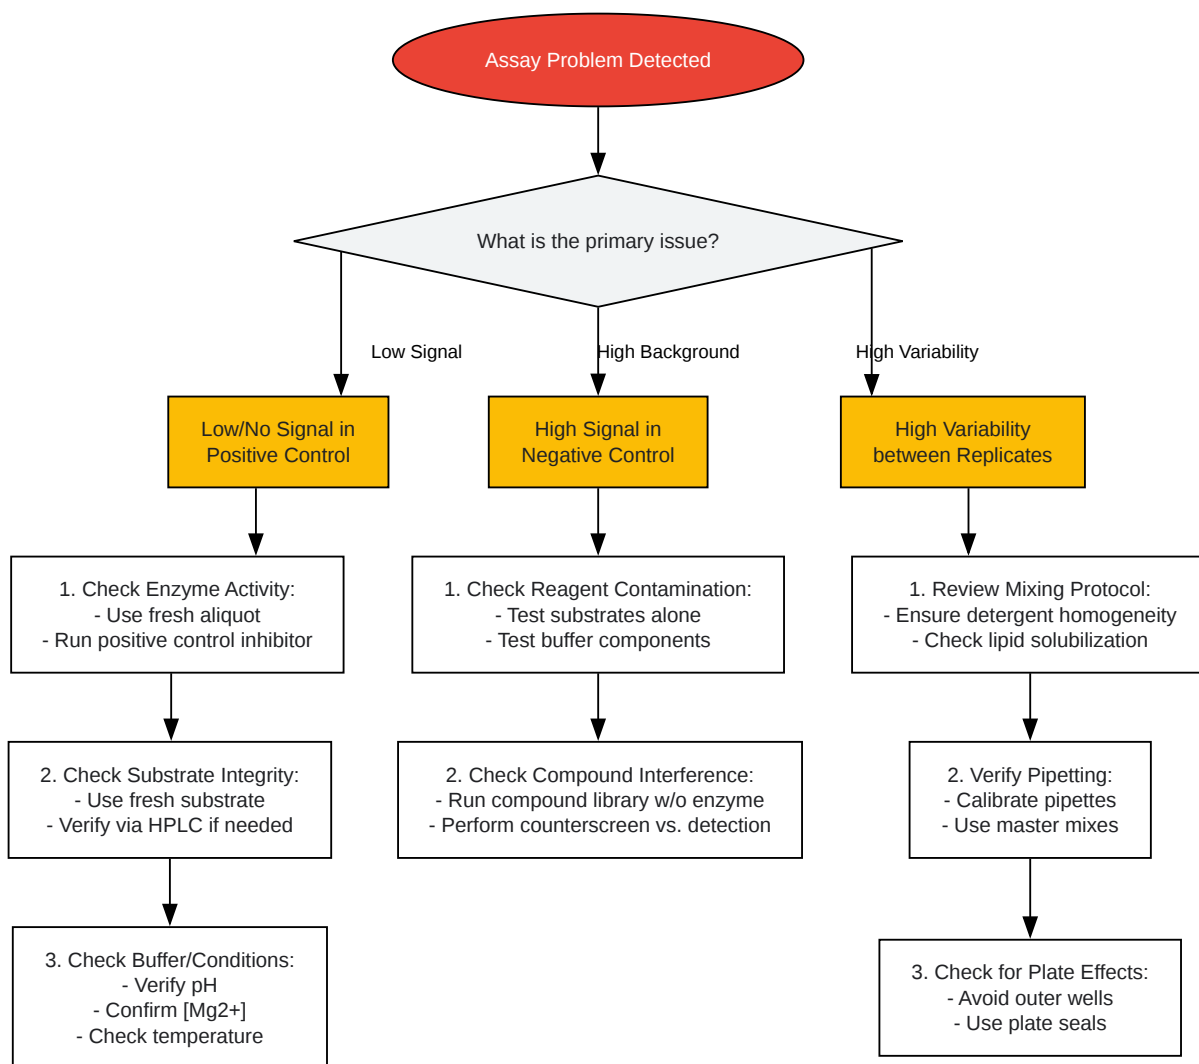 Assay Problem Detected
What is the primary issue?
Low Signal
High Background
High Variability
Low/No Signal in
Positive Control
High Signal in
Negative Control
High Variability
between Replicates
1. Check Enzyme Activity:
- Use fresh aliquot
- Run positive control inhibitor
1. Check Reagent Contamination:
- Test substrates alone
- Test buffer components
1. Review Mixing Protocol:
- Ensure detergent homogeneity
- Check lipid solubilization
2. Check Substrate Integrity:
- Use fresh substrate
- Verify via HPLC if needed
2. Check Compound Interference:
- Run compound library w/o enzyme
- Perform counterscreen vs. detection
2. Verify Pipetting:
- Calibrate pipettes
- Use master mixes
3. Check Buffer/Conditions:
- Verify pH
- Confirm [Mg2+]
- Check temperature
3. Check for Plate Effects:
- Avoid outer wells
- Use plate seals